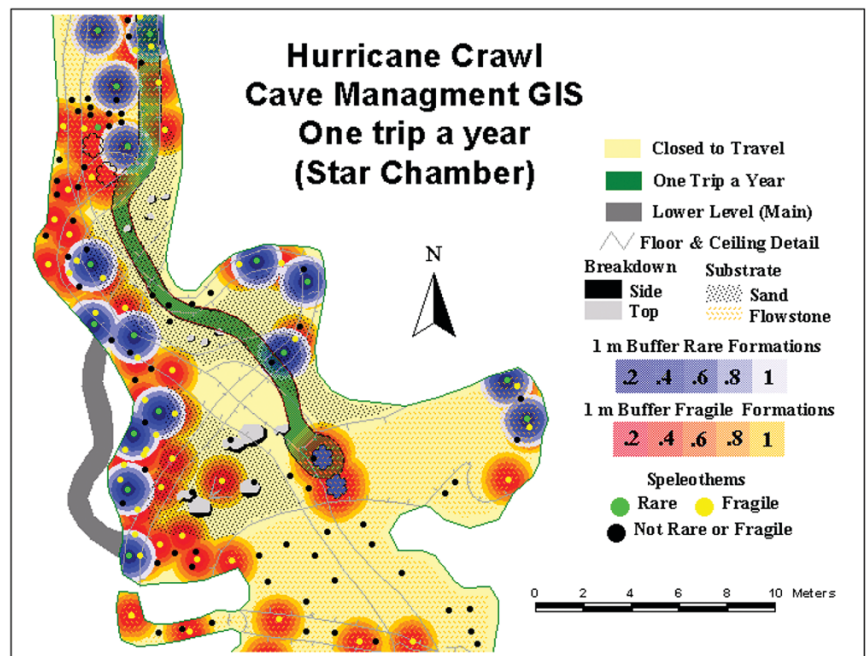 Hurricane Crawl
Cave Managment GIS
One trip a year
(Star Chamber)
Closed to Travel
One Trip a Year
Lower Level (Main)
Floor & Ceiling Detail
Breakdown Substrate
Side Sand
Top Flowstone
N
1 m Buffer Rare Formations
.2 .4 .6 .8 1
1 m Buffer Fragile Formations
.2 .4 .6 .8 1
Speleothems
Rare Fragile
Not Rare or Fragile
0 2 4 6 8 10 Meters